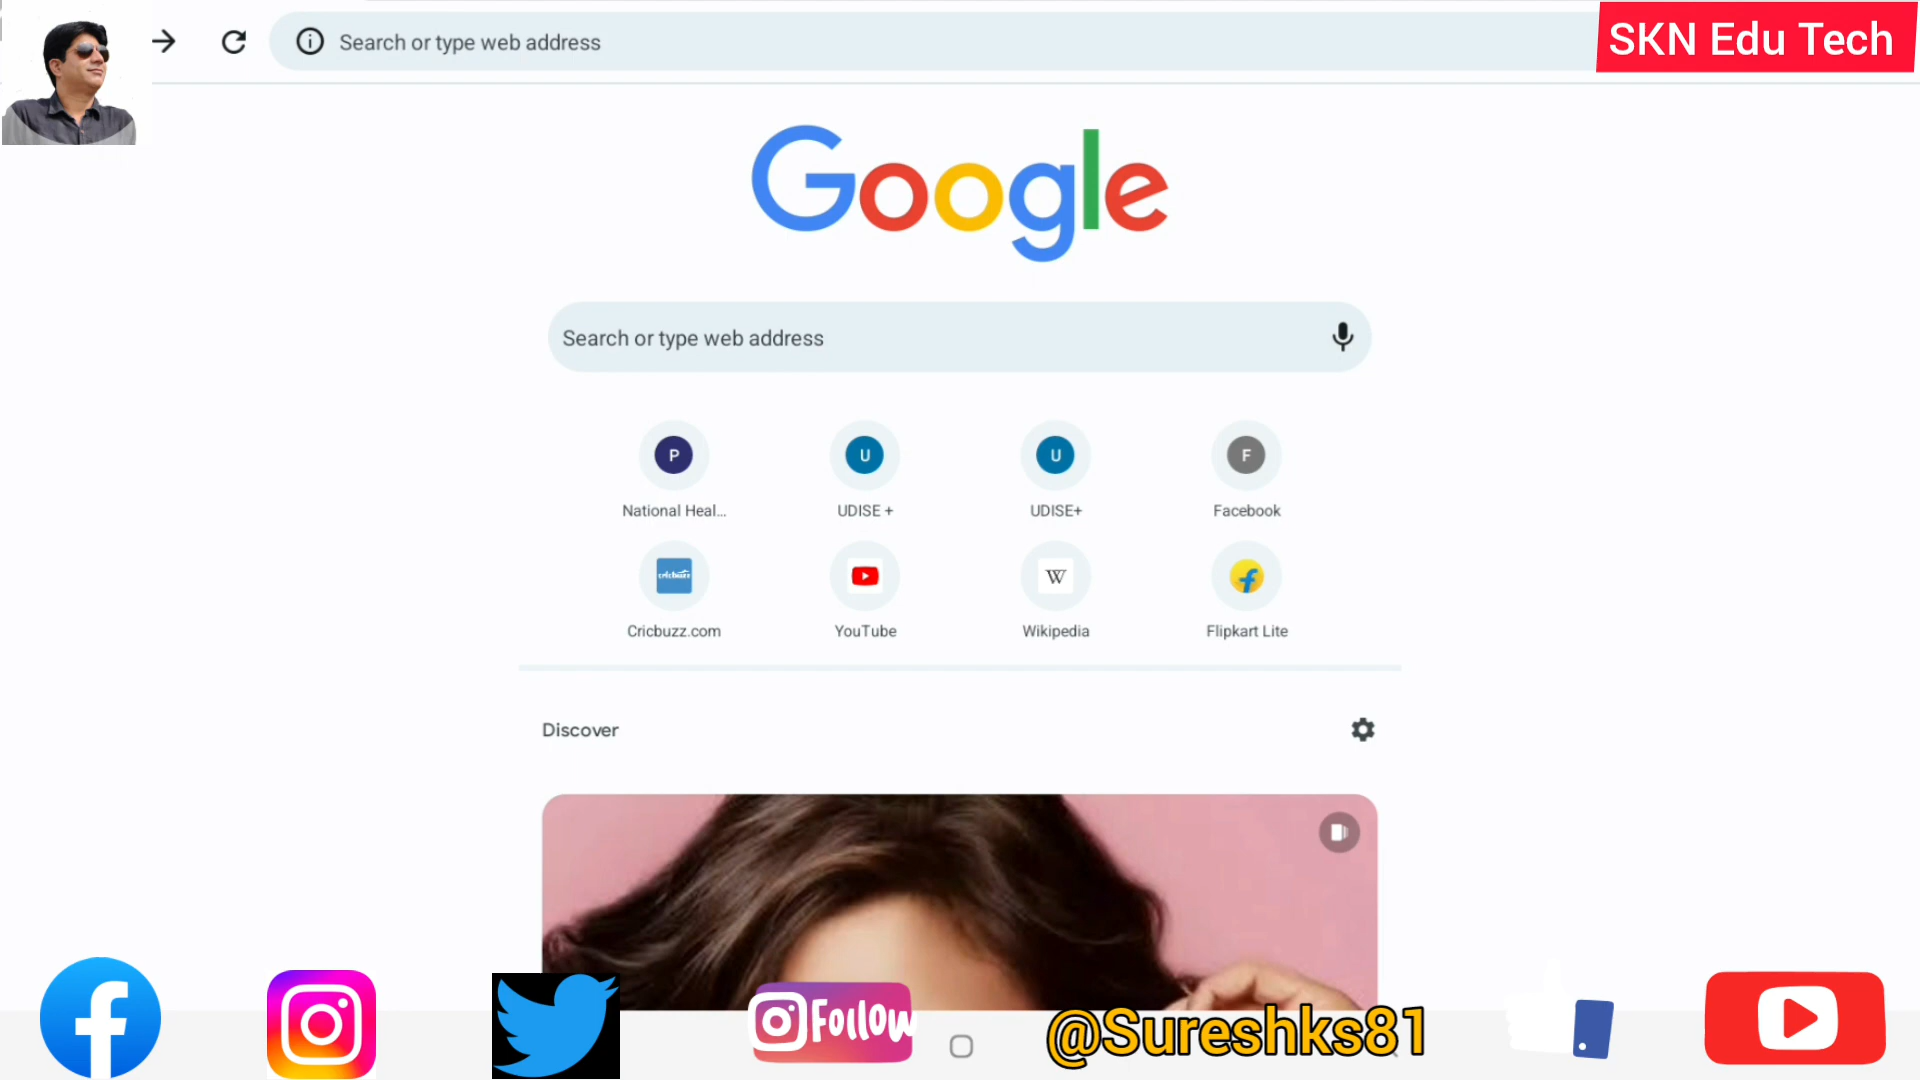 Search or type web address
SKN Edu Tech
Google
Search or type web address
P
U
U
F
National Heal...
UDISE +
UDISE+
Facebook
cricbuzz
W
Cricbuzz.com
YouTube
Wikipedia
Flipkart Lite
Discover
Follow
@Sureshks81